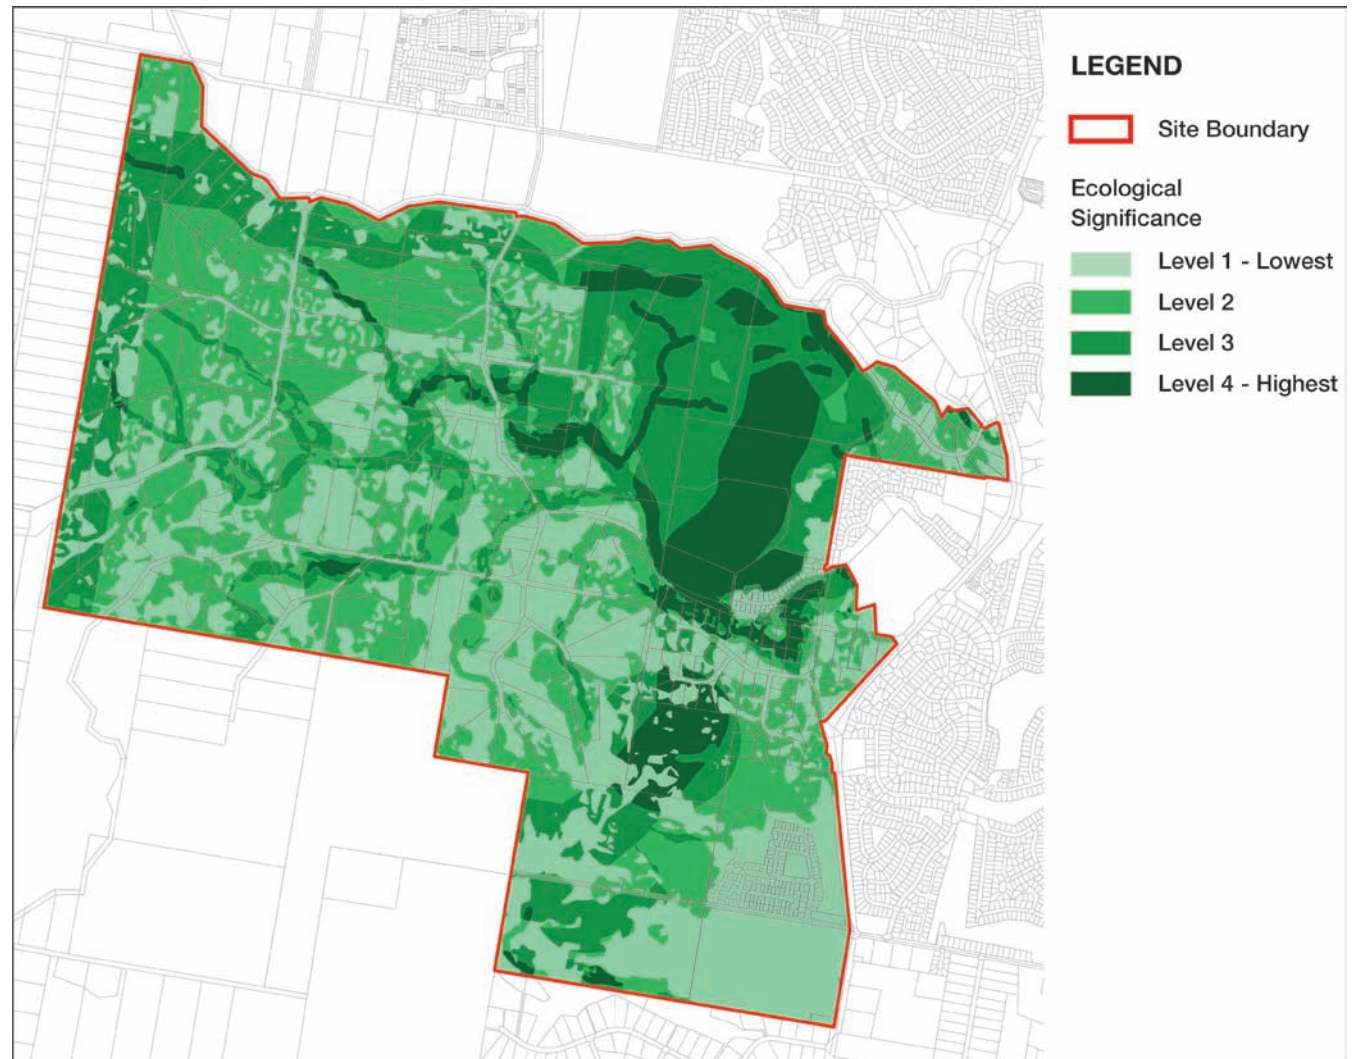 LEGEND
Site Boundary
Ecological
Significance
Level 1 - Lowest
Level 2
Level 3
Level 4 - Highest